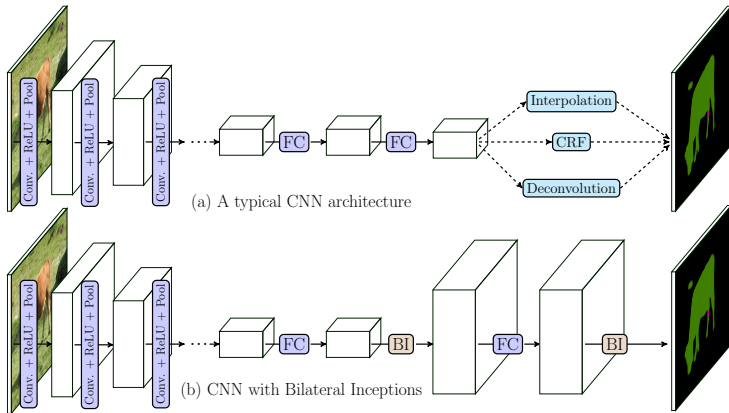 Conv. + ReLU + Pool
Conv. + ReLU + Pool
Conv. + ReLU + Pool
FC
FC
Interpolation
CRF
Deconvolution
(a) A typical CNN architecture
Conv. + ReLU + Pool
Conv. + ReLU + Pool
Conv. + ReLU + Pool
FC
BI
FC
BI
(b) CNN with Bilateral Inceptions